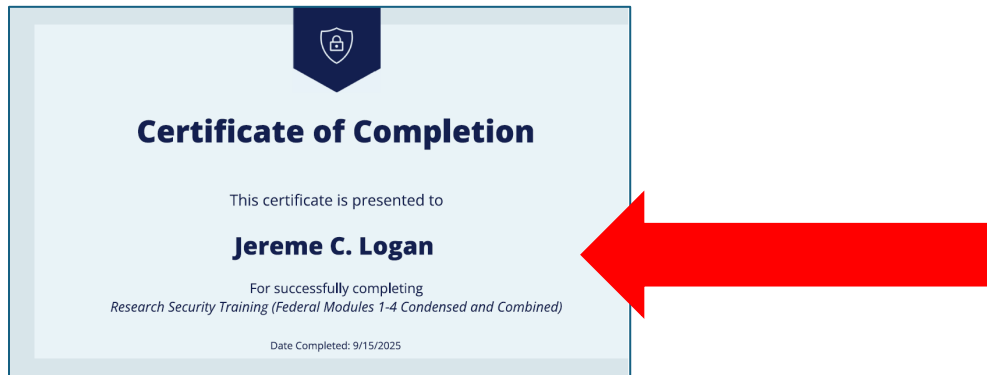 Certificate of Completion
This certificate is presented to
Jereme C. Logan
For successfully completing
Research Security Training (Federal Modules 1-4 Condensed and Combined)
Date Completed: 9/15/2025